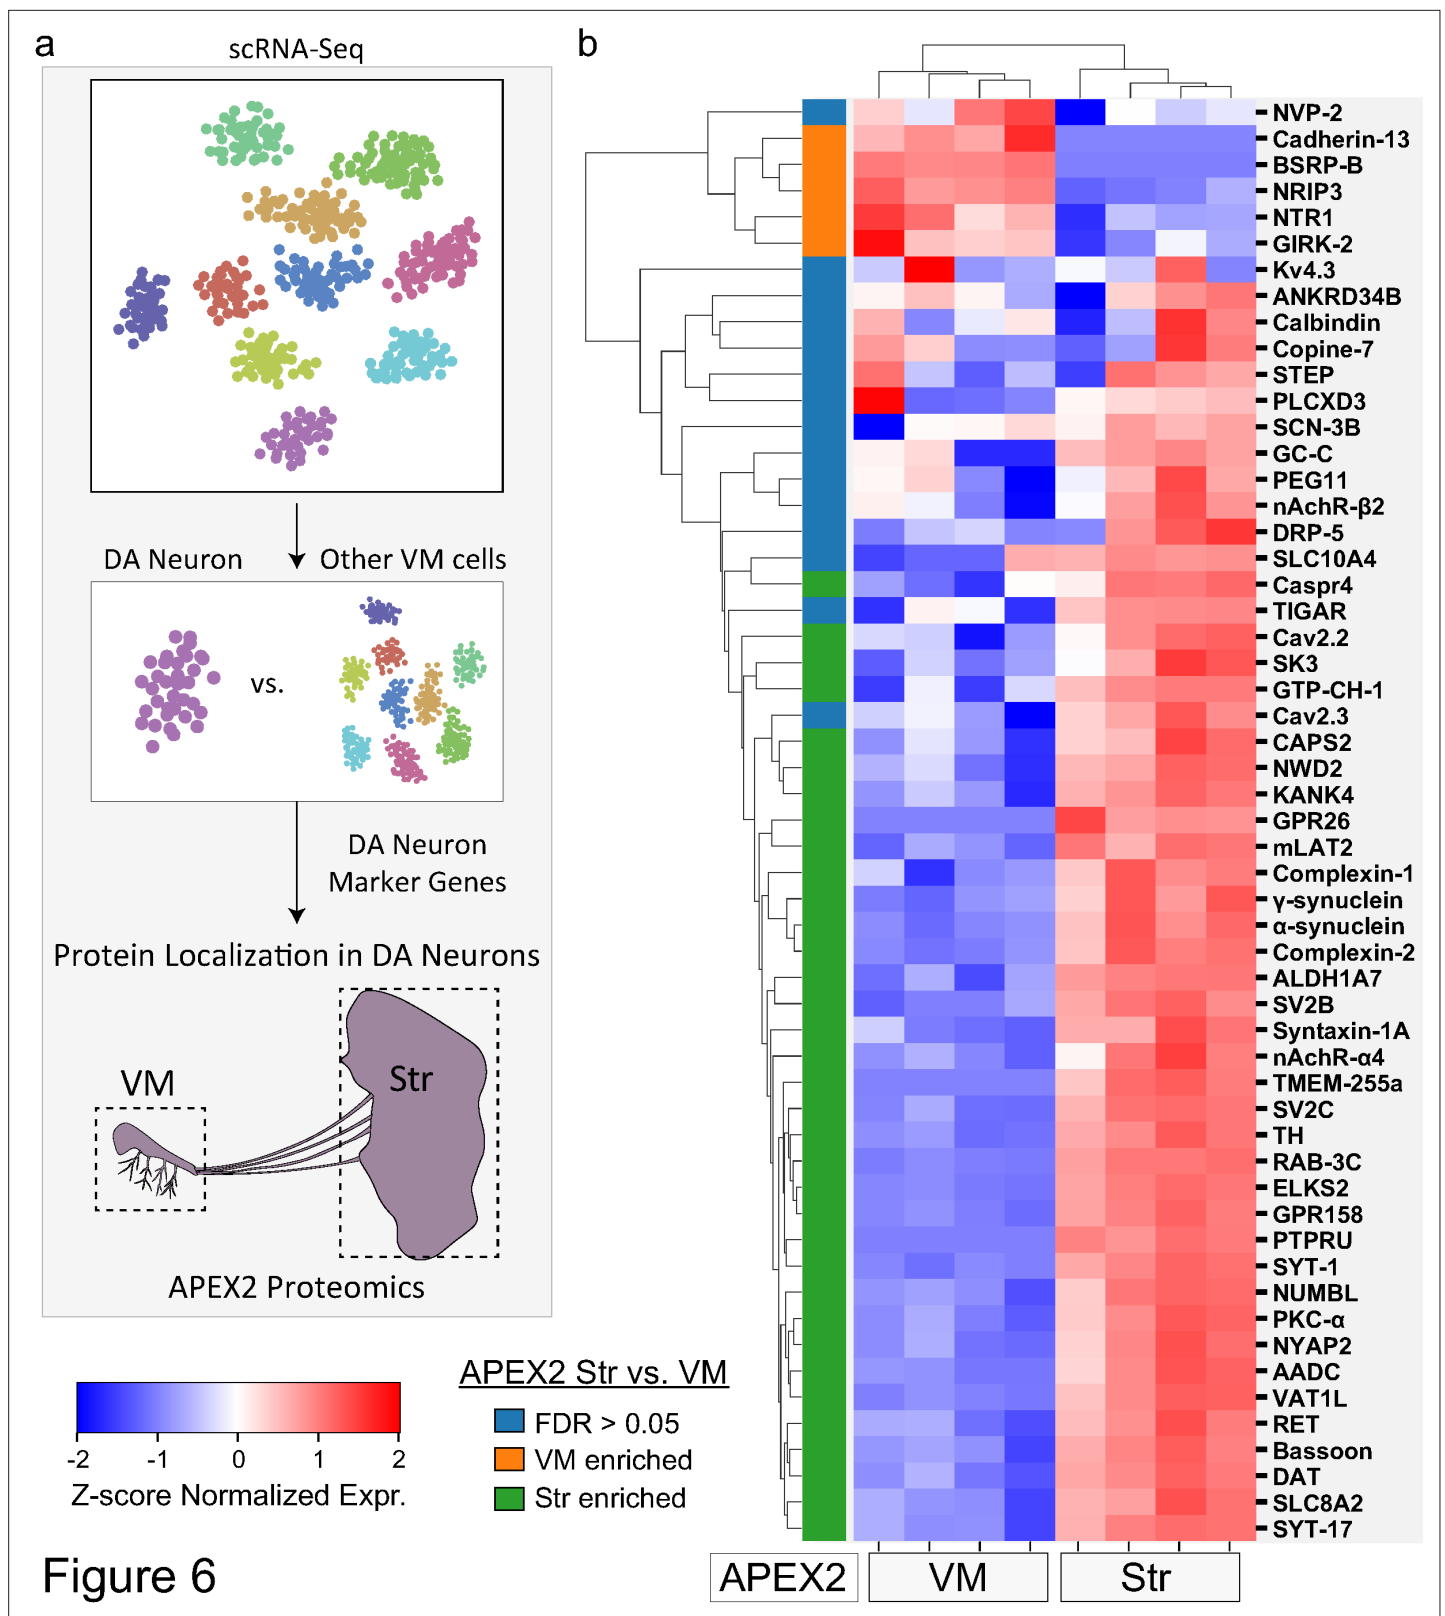 a
scRNA-Seq
DA Neuron
Other VM cells
vs.
DA Neuron
Marker Genes
Protein Localization in DA Neurons
VM
Str
APEX2 Proteomics
-2 -1 0 1 2
Z-score Normalized Expr.
APEX2 Str vs. VM
FDR > 0.05
VM enriched
Str enriched
b
NVP-2
Cadherin-13
BSRP-B
NRIP3
NTR1
GIRK-2
Kv4.3
ANKRD34B
Calbindin
Copine-7
STEP
PLCXD3
SCN-3B
GC-C
PEG11
nAchR-β2
DRP-5
SLC10A4
Caspr4
TIGAR
Cav2.2
SK3
GTP-CH-1
Cav2.3
CAPS2
NWD2
KANK4
GPR26
mLAT2
Complexin-1
γ-synuclein
α-synuclein
Complexin-2
ALDH1A7
SV2B
Syntaxin-1A
nAchR-α4
TMEM-255a
SV2C
TH
RAB-3C
ELKS2
GPR158
PTPRU
SYT-1
NUMBL
PKC-α
NYAP2
AADC
VAT1L
RET
Bassoon
DAT
SLC8A2
SYT-17
APEX2
VM
Str
Figure 6